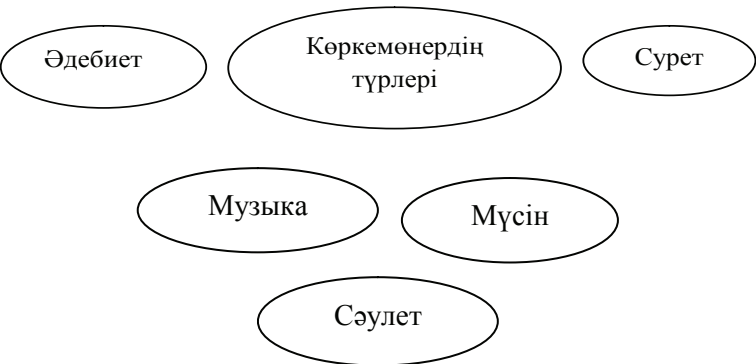 Әдебиет
Көркемөнердің
түрлері
Сурет
Музыка
Мүсін
Сәулет